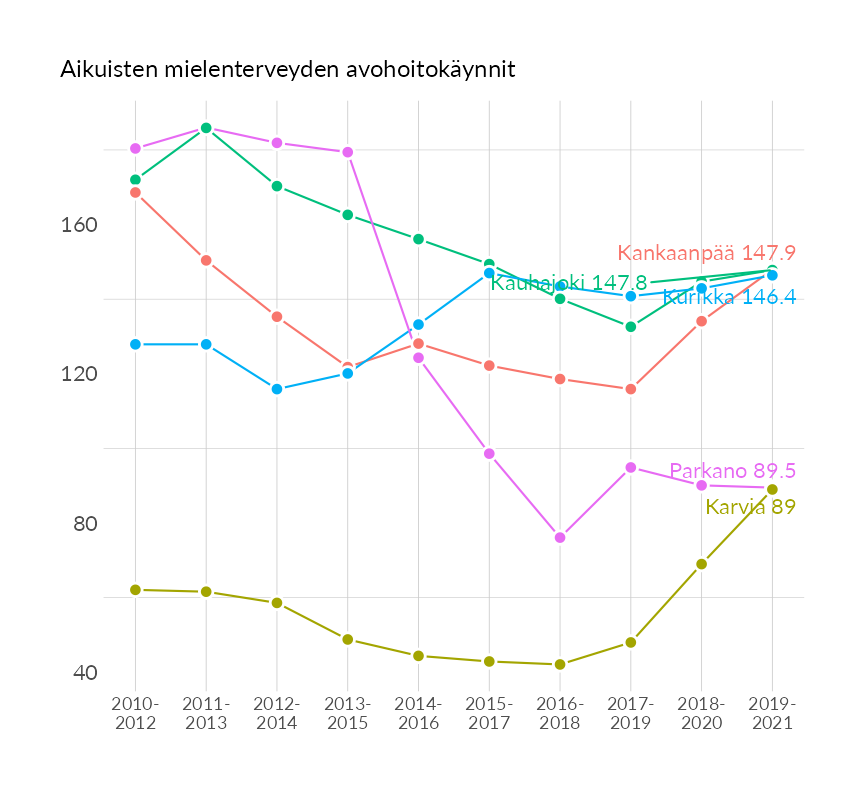 Aikuisten mielenterveyden avohoitokäynnit
160
120
80
40
Kankaanpää 147.9
Kauhajoki 147.8
Kurikka 146.4
Parkano 89.5
Karvia 89
2010- 2011- 2012- 2013- 2014- 2015- 2016- 2017- 2018- 2019-
2012 2013 2014 2015 2016 2017 2018 2019 2020 2021